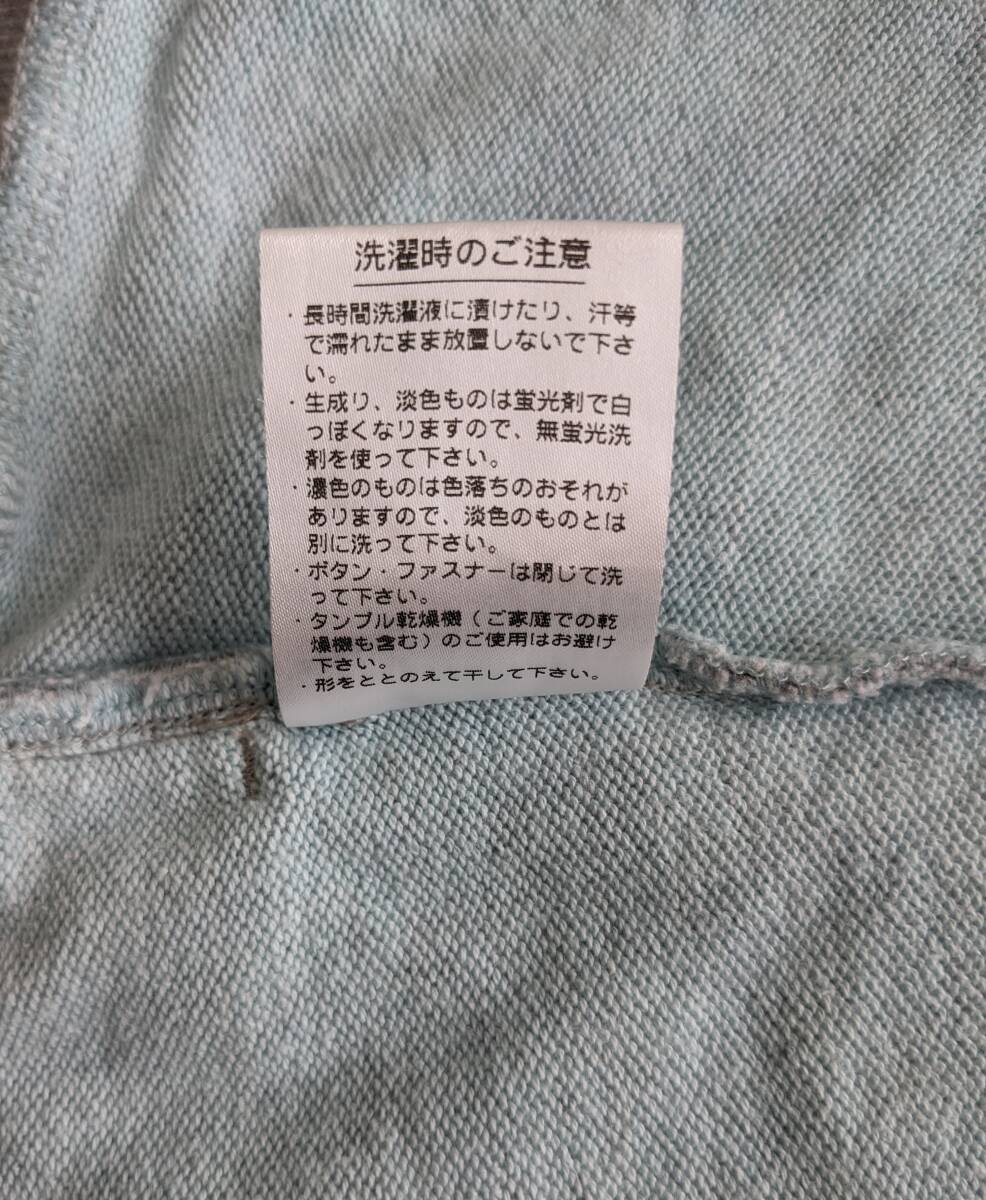 洗濯時のご注意
・長時間洗濯液に漬けたり、汗等
で濡れたまま放置しないで下さ
い。
・生成り、淡色ものは蛍光剤で白
っぽくなりますので、無蛍光洗
剤を使って下さい。
・濃色のものは色落ちのおそれが
ありますので、淡色のものとは
別に洗って下さい。
・ボタン・ファスナーは閉じて洗
って下さい。
・タンブル乾燥機（ご家庭での乾
燥機も含む）のご使用はお避け
下さい。
・形をととのえて干して下さい。